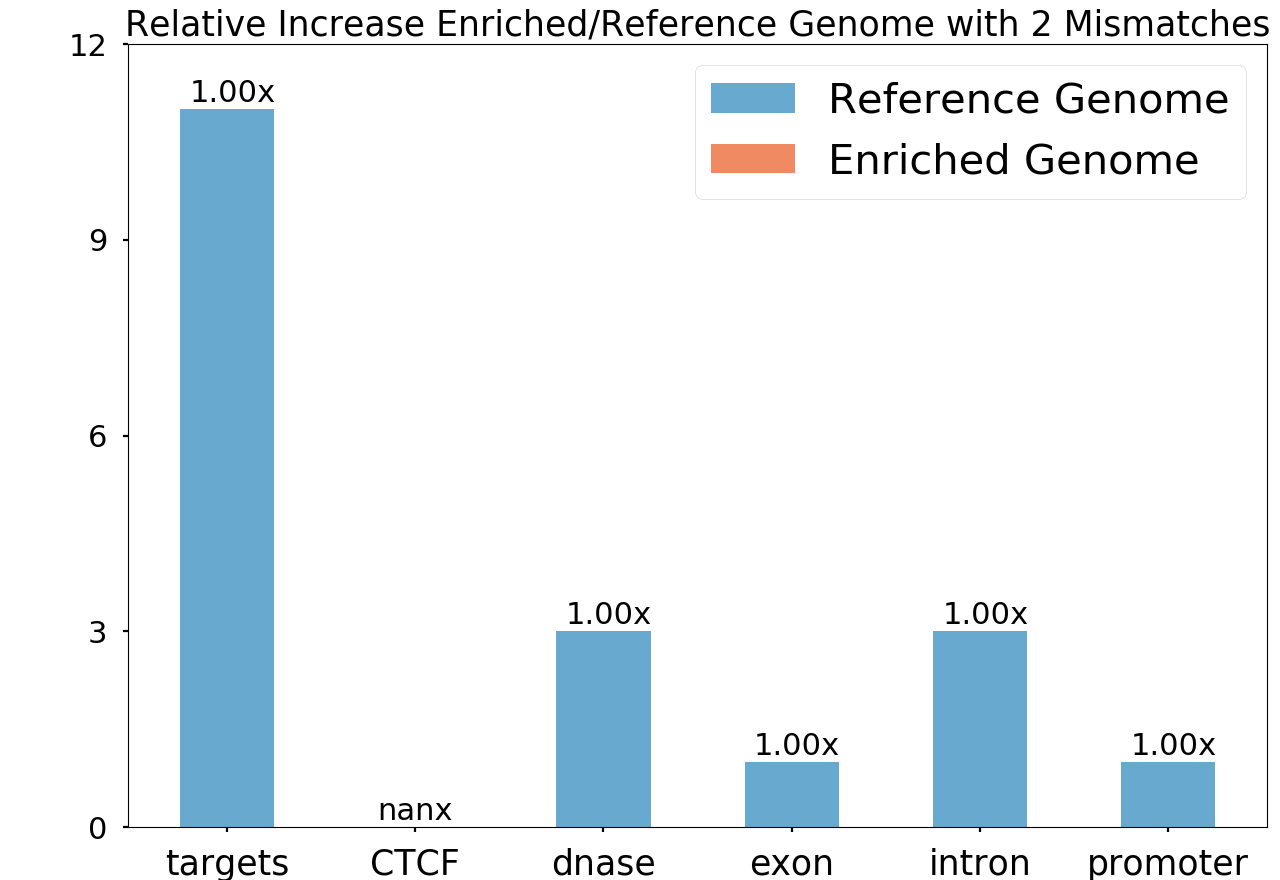 Relative Increase Enriched/Reference Genome with 2 Mismatches
12
9
6
3
0
1.00x
nanx
1.00x
1.00x
1.00x
1.00x
Reference Genome
Enriched Genome
targets CTCF dnase exon intron promoter